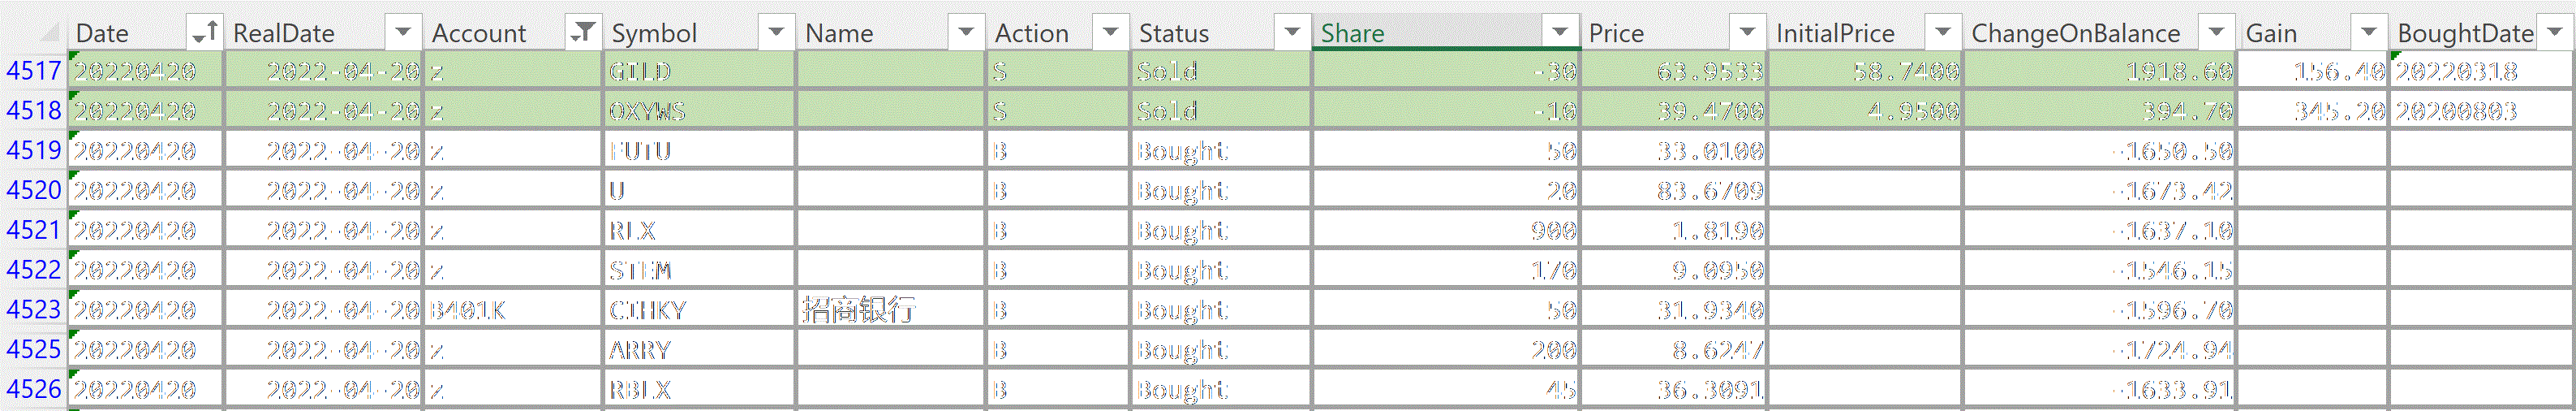 Date RealDate Account Symbol Name Action Status Share Price InitialPrice ChangeOnBalance Gain BoughtDate
4517 20220420 2022-04-20 z GILD S Sold -30 63.9533 58.7400 1918.60 156.40 20220318
4518 20220420 2022-04-20 z OXYWS S Sold -10 39.4700 4.9500 394.70 345.20 20200803
4519 20220420 2022-04-20 z FUTU B Bought 50 33.0100 -1650.50
4520 20220420 2022-04-20 z U B Bought 20 83.6709 -1673.42
4521 20220420 2022-04-20 z RLX B Bought 900 1.8190 -1637.10
4522 20220420 2022-04-20 z STEM B Bought 170 9.0950 -1546.15
4523 20220420 2022-04-20 B401K CIHKY 招商银行 B Bought 50 31.9340 -1596.70
4525 20220420 2022-04-20 z ARRY B Bought 200 8.6247 -1724.94
4526 20220420 2022-04-20 z RBLX B Bought 45 36.3091 -1633.91